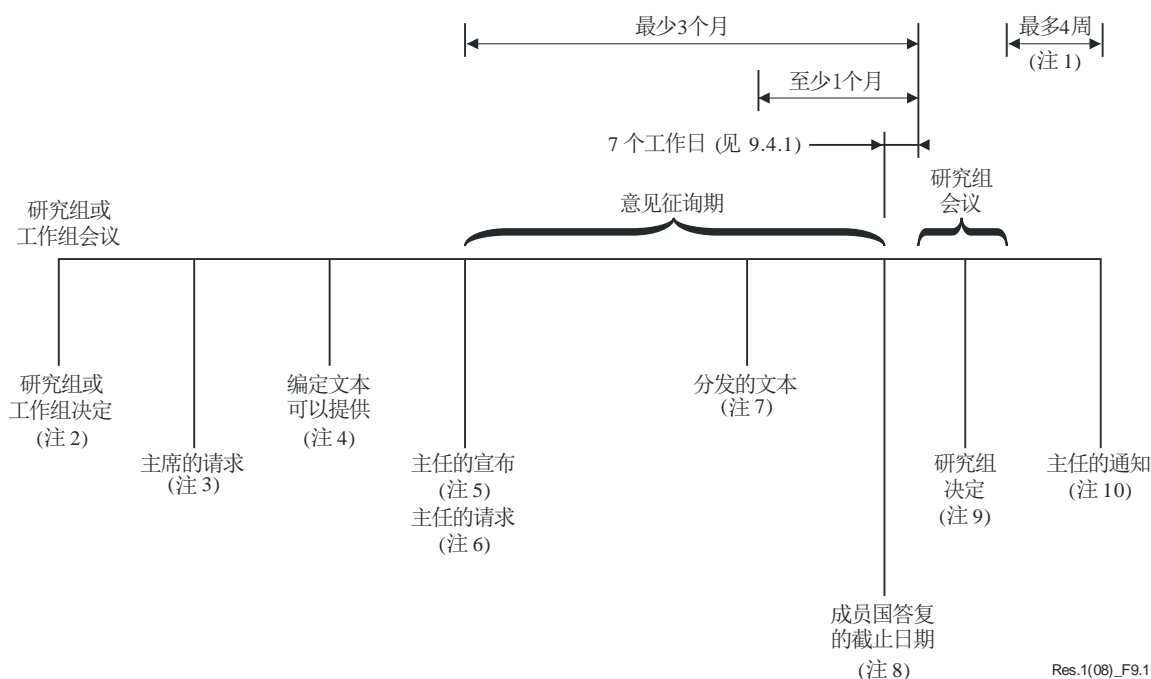 最少3个月
最多4周
(注 1)
至少1个月
7 个工作日 (见 9.4.1)
研究组或
工作组会议
意见征询期
研究组
会议
研究组或
工作组决定
(注 2)
主席的请求
(注 3)
编定文本
可以提供
(注 4)
主任的宣布
(注 5)
主任的请求
(注 6)
分发的文本
(注 7)
成员国答复
的截止日期
(注 8)
研究组
决定
(注 9)
主任的通知
(注 10)
Res.1(08)_F9.1